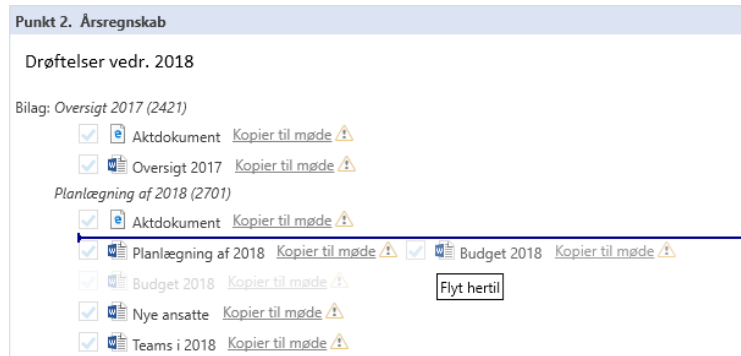 Punkt 2. Årsregnskab
Drøftelser vedr. 2018
Bilag: Oversigt 2017 (2421)
Aktdokument Kopier til møde
Oversigt 2017 Kopier til møde
Planlægning af 2018 (2701)
Aktdokument Kopier til møde
Planlægning af 2018 Kopier til møde Budget 2018 Kopier til møde
Budget 2018 Kopier til møde
Flyt hertil
Nye ansatte Kopier til møde
Teams i 2018 Kopier til møde